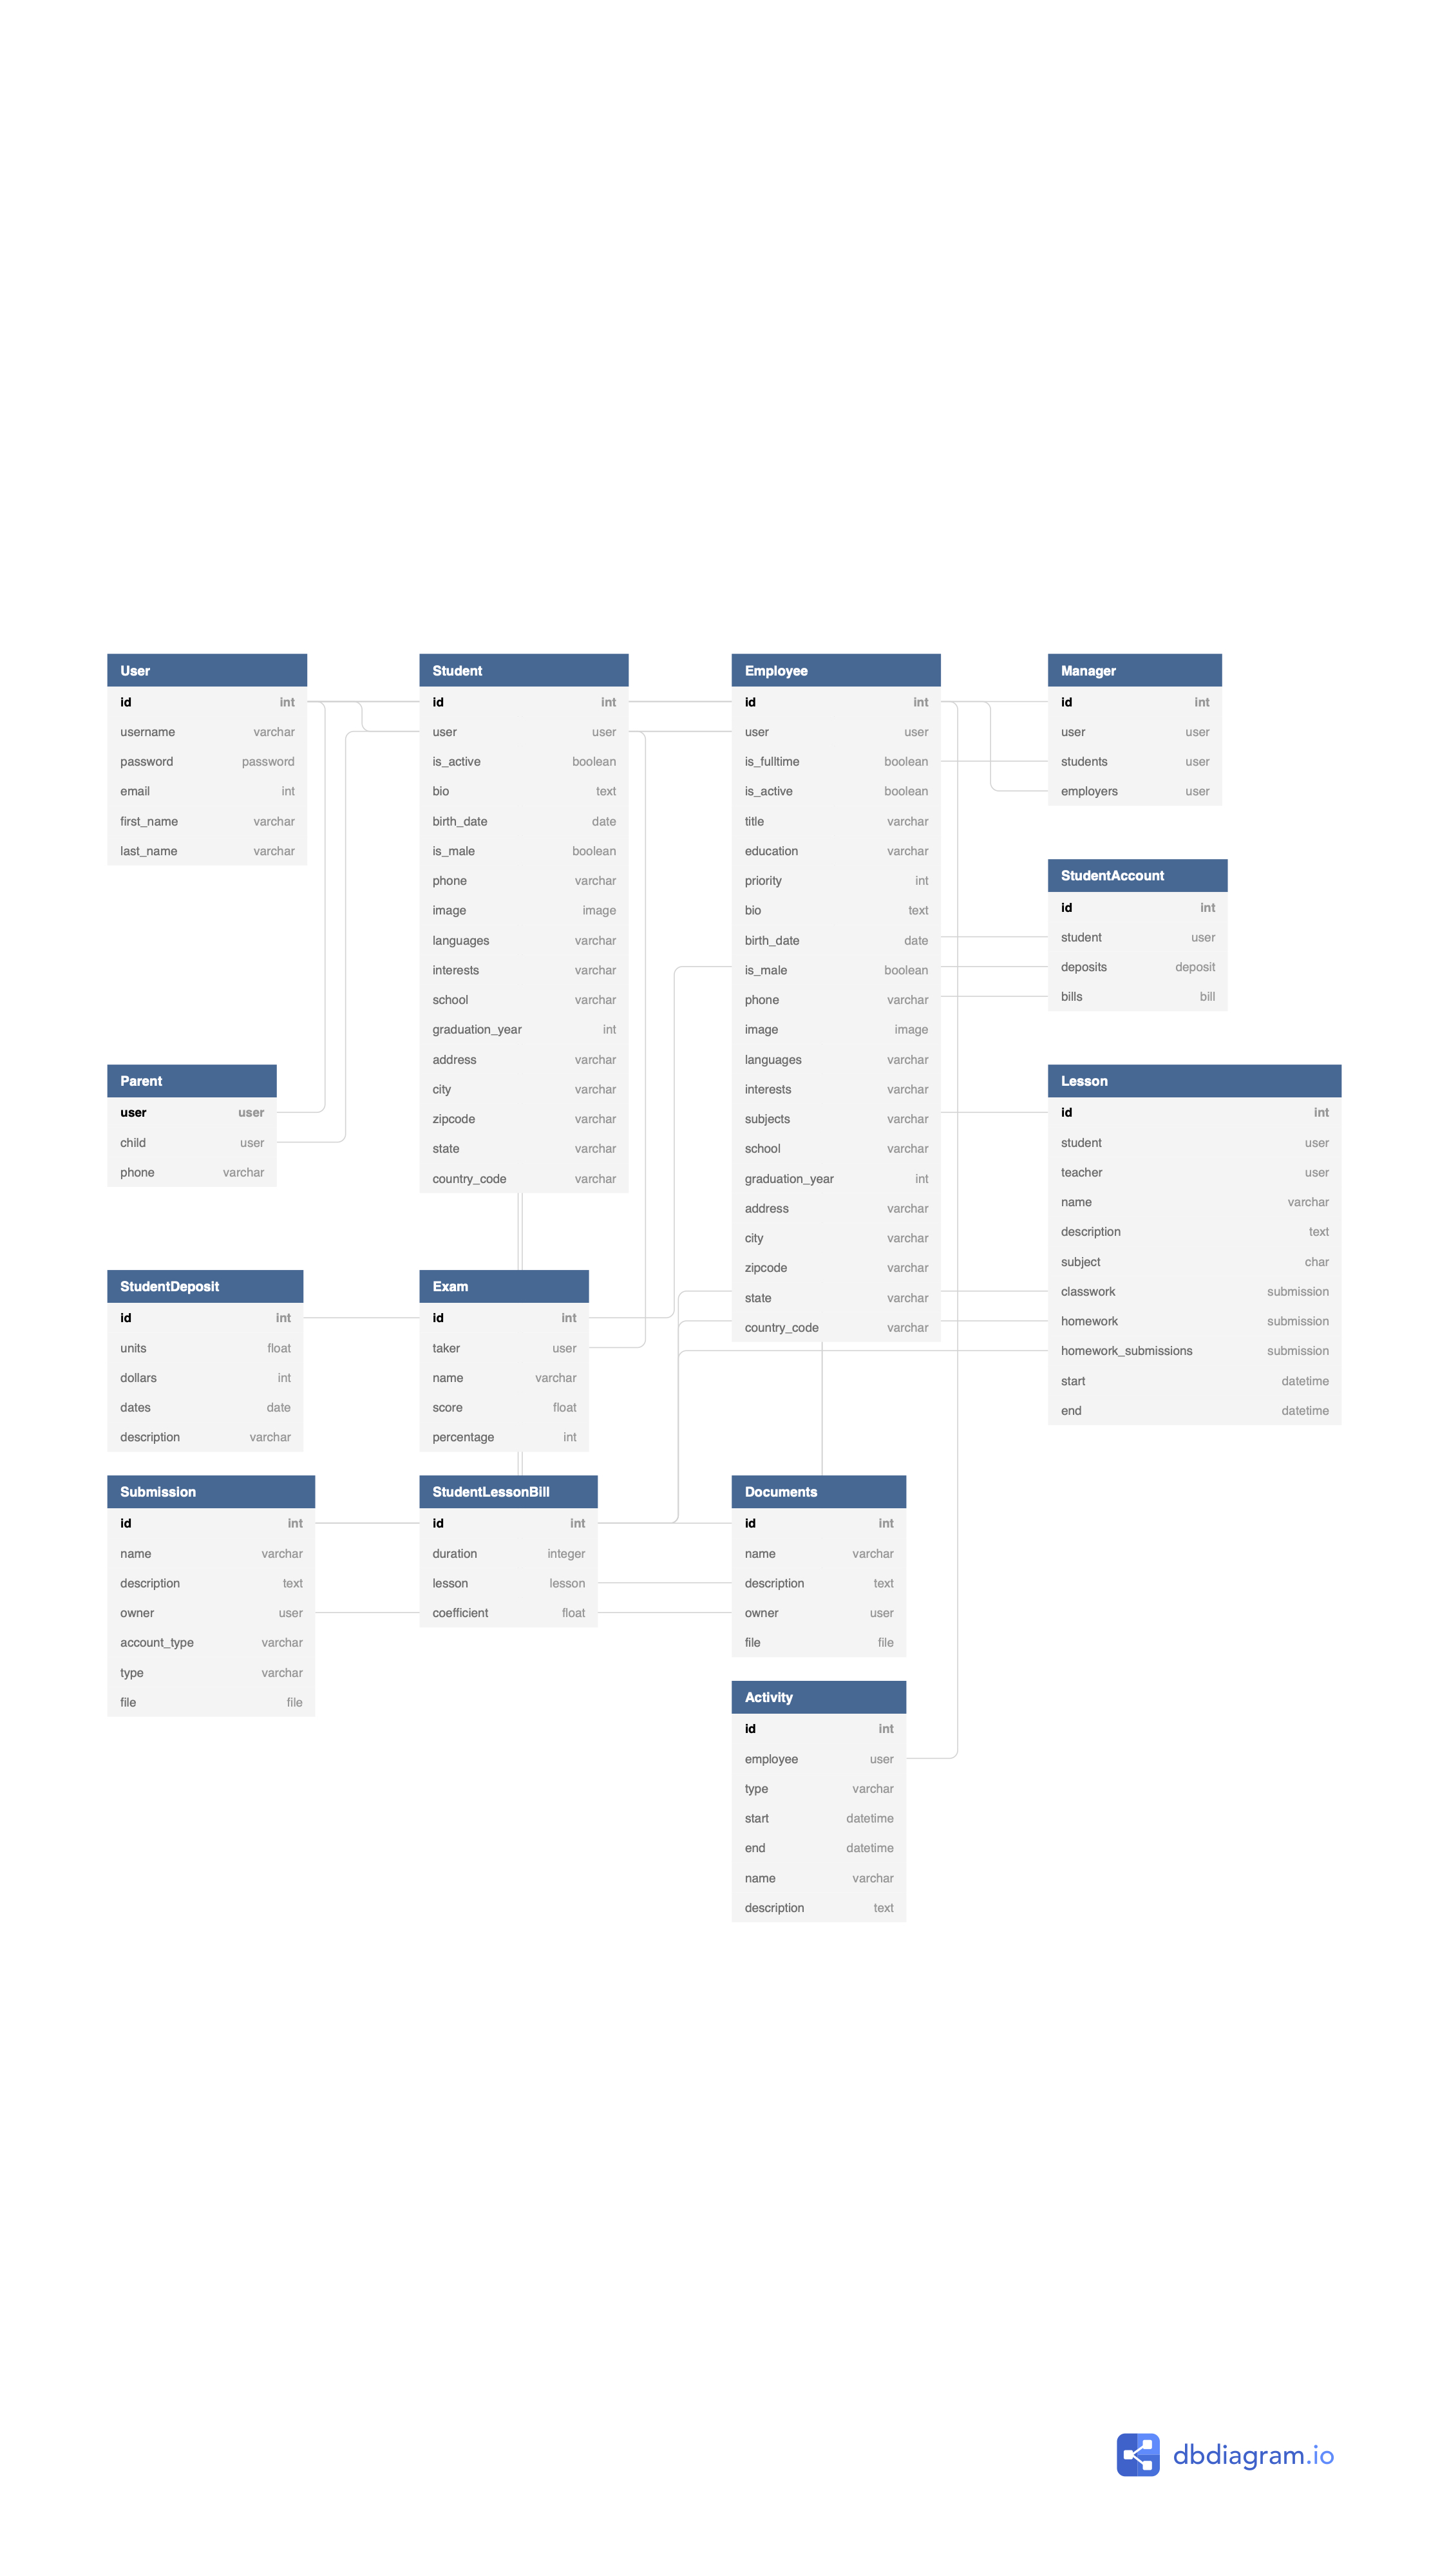 User
id int
username varchar
password password
email int
first_name varchar
last_name varchar
Student
id int
user user
is_active boolean
bio text
birth_date date
is_male boolean
phone varchar
image image
languages varchar
interests varchar
school varchar
graduation_year int
address varchar
city varchar
zipcode varchar
state varchar
country_code varchar
Employee
id int
user user
is_fulltime boolean
is_active boolean
title varchar
education varchar
priority int
bio text
birth_date date
is_male boolean
phone varchar
image image
languages varchar
interests varchar
subjects varchar
school varchar
graduation_year int
address varchar
city varchar
zipcode varchar
state varchar
country_code varchar
Manager
id int
user user
students user
employers user
StudentAccount
id int
student user
deposits deposit
bills bill
Parent
user user
child user
phone varchar
Lesson
id int
student user
teacher user
name varchar
description text
subject char
classwork submission
homework submission
homework_submissions submission
start datetime
end datetime
StudentDeposit
id int
units float
dollars int
dates date
description varchar
Exam
id int
taker user
name varchar
score float
percentage int
Submission
id int
name varchar
description text
owner user
account_type varchar
type varchar
file file
StudentLessonBill
id int
duration integer
lesson lesson
coefficient float
Documents
id int
name varchar
description text
owner user
file file
Activity
id int
employee user
type varchar
start datetime
end datetime
name varchar
description text
dbdiagram.io